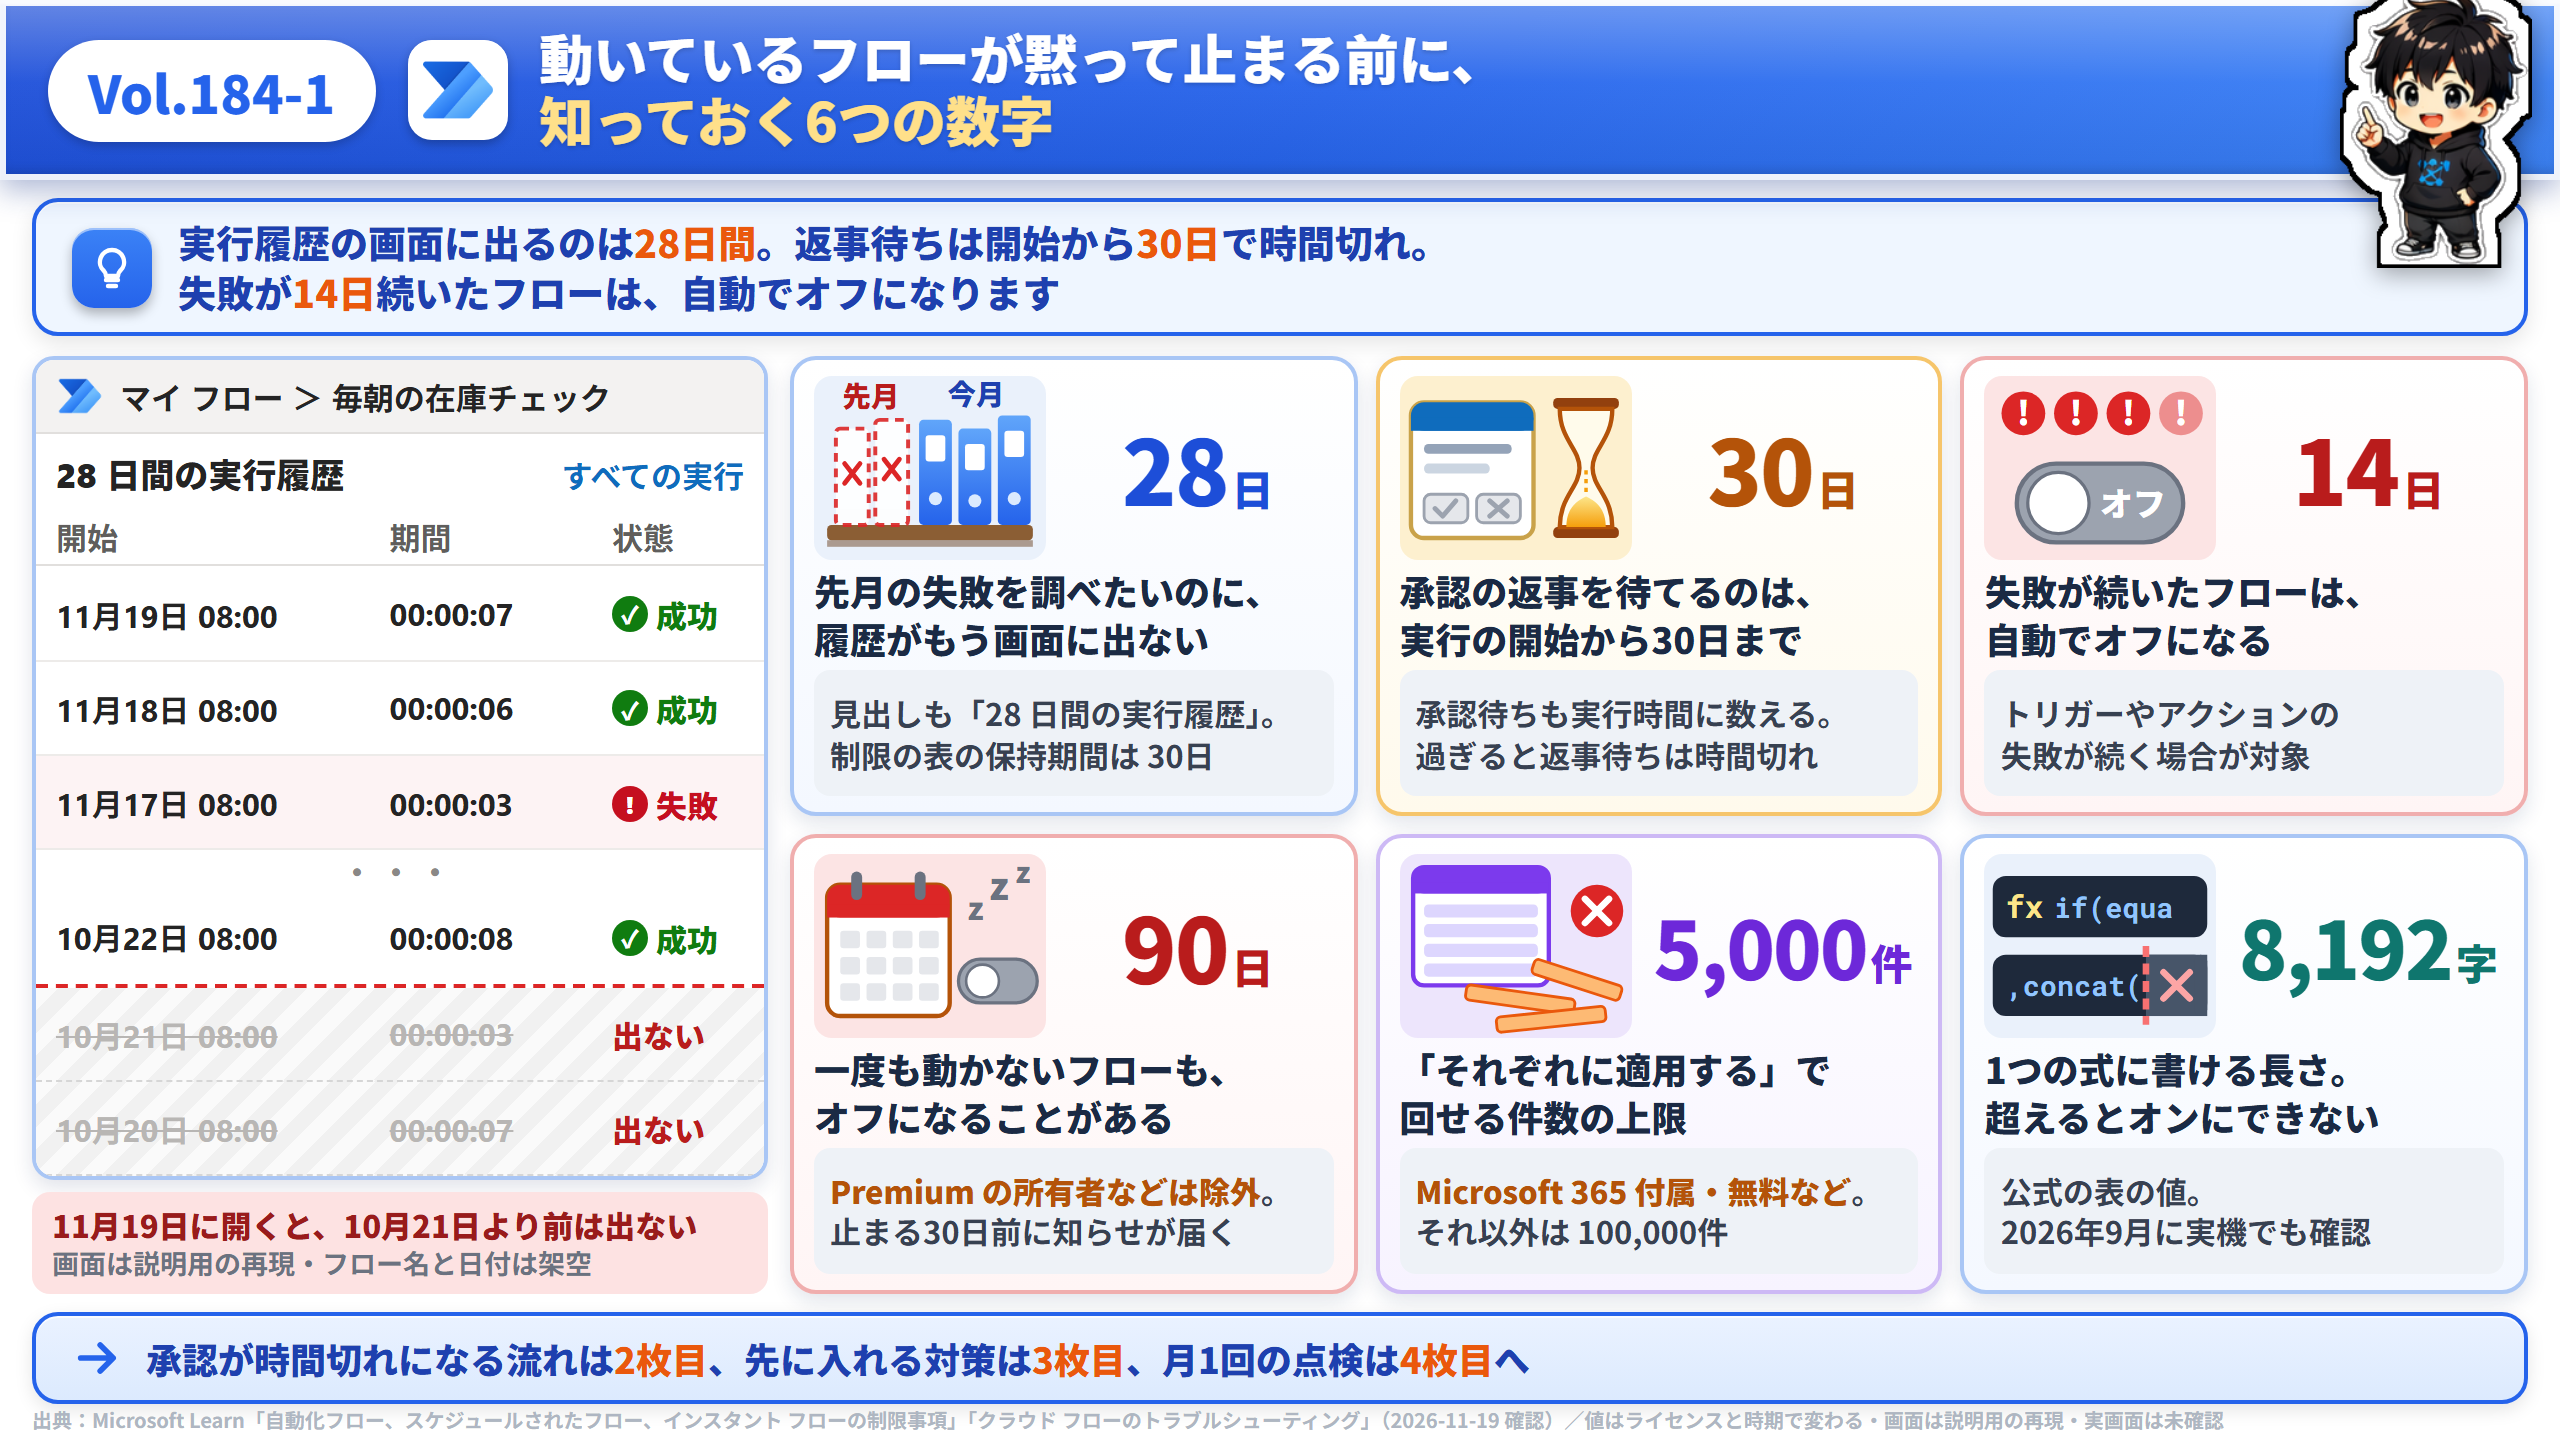 Vol.184-1
動いているフローが黙って止まる前に、
知っておく6つの数字
実行履歴の画面に出るのは28日間。返事待ちは開始から30日で時間切れ。
失敗が14日続いたフローは、自動でオフになります
マイ フロー ＞ 毎朝の在庫チェック
28 日間の実行履歴 すべての実行
開始 期間 状態
11月19日 08:00 00:00:07 成功
11月18日 08:00 00:00:06 成功
11月17日 08:00 00:00:03 失敗
・・・
10月22日 08:00 00:00:08 成功
10月21日 08:00 00:00:03 出ない
10月20日 08:00 00:00:07 出ない
11月19日に開くと、10月21日より前は出ない
画面は説明用の再現・フロー名と日付は架空
先月 今月
28日
先月の失敗を調べたいのに、
履歴がもう画面に出ない
見出しも「28 日間の実行履歴」。
制限の表の保持期間は 30日
30日
承認の返事を待てるのは、
実行の開始から30日まで
承認待ちも実行時間に数える。
過ぎると返事待ちは時間切れ
オフ
14日
失敗が続いたフローは、
自動でオフになる
トリガーやアクションの
失敗が続く場合が対象
z z z
90日
一度も動かないフローも、
オフになることがある
Premium の所有者などは除外。
止まる30日前に知らせが届く
5,000件
「それぞれに適用する」で
回せる件数の上限
Microsoft 365 付属・無料など。
それ以外は 100,000件
fx if(equa
,concat(
8,192字
1つの式に書ける長さ。
超えるとオンにできない
公式の表の値。
2026年9月に実機でも確認
承認が時間切れになる流れは2枚目、先に入れる対策は3枚目、月1回の点検は4枚目へ
出典：Microsoft Learn「自動化フロー、スケジュールされたフロー、インスタント フローの制限事項」「クラウド フローのトラブルシューティング」（2026-11-19 確認）／値はライセンスと時期で変わる・画面は説明用の再現・実画面は未確認